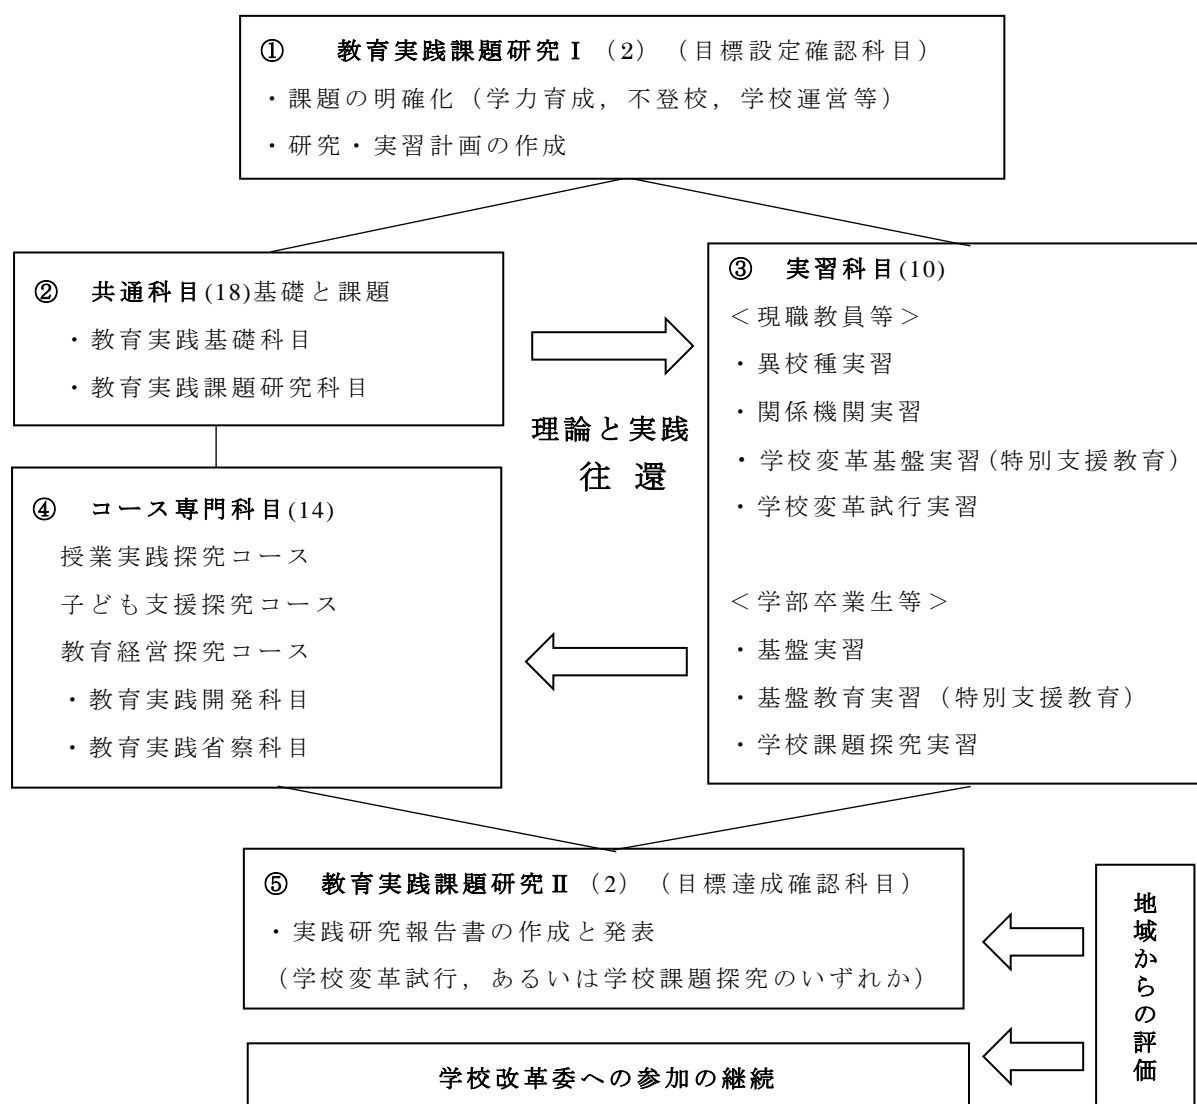 ① 教育実践課題研究Ⅰ（2）（目標設定確認科目）
・課題の明確化（学力育成，不登校，学校運営等）
・研究・実習計画の作成
② 共通科目(18)基礎と課題
・教育実践基礎科目
・教育実践課題研究科目
理論と実践
往還
③ 実習科目(10)
＜現職教員等＞
・異校種実習
・関係機関実習
・学校変革基盤実習(特別支援教育)
・学校変革試行実習
＜学部卒業生等＞
・基盤実習
・基盤教育実習（特別支援教育）
・学校課題探究実習
④ コース専門科目(14)
授業実践探究コース
子ども支援探究コース
教育経営探究コース
・教育実践開発科目
・教育実践省察科目
⑤ 教育実践課題研究Ⅱ（2）（目標達成確認科目）
・実践研究報告書の作成と発表
（学校変革試行，あるいは学校課題探究のいずれか）
地域からの評価
学校改革委への参加の継続